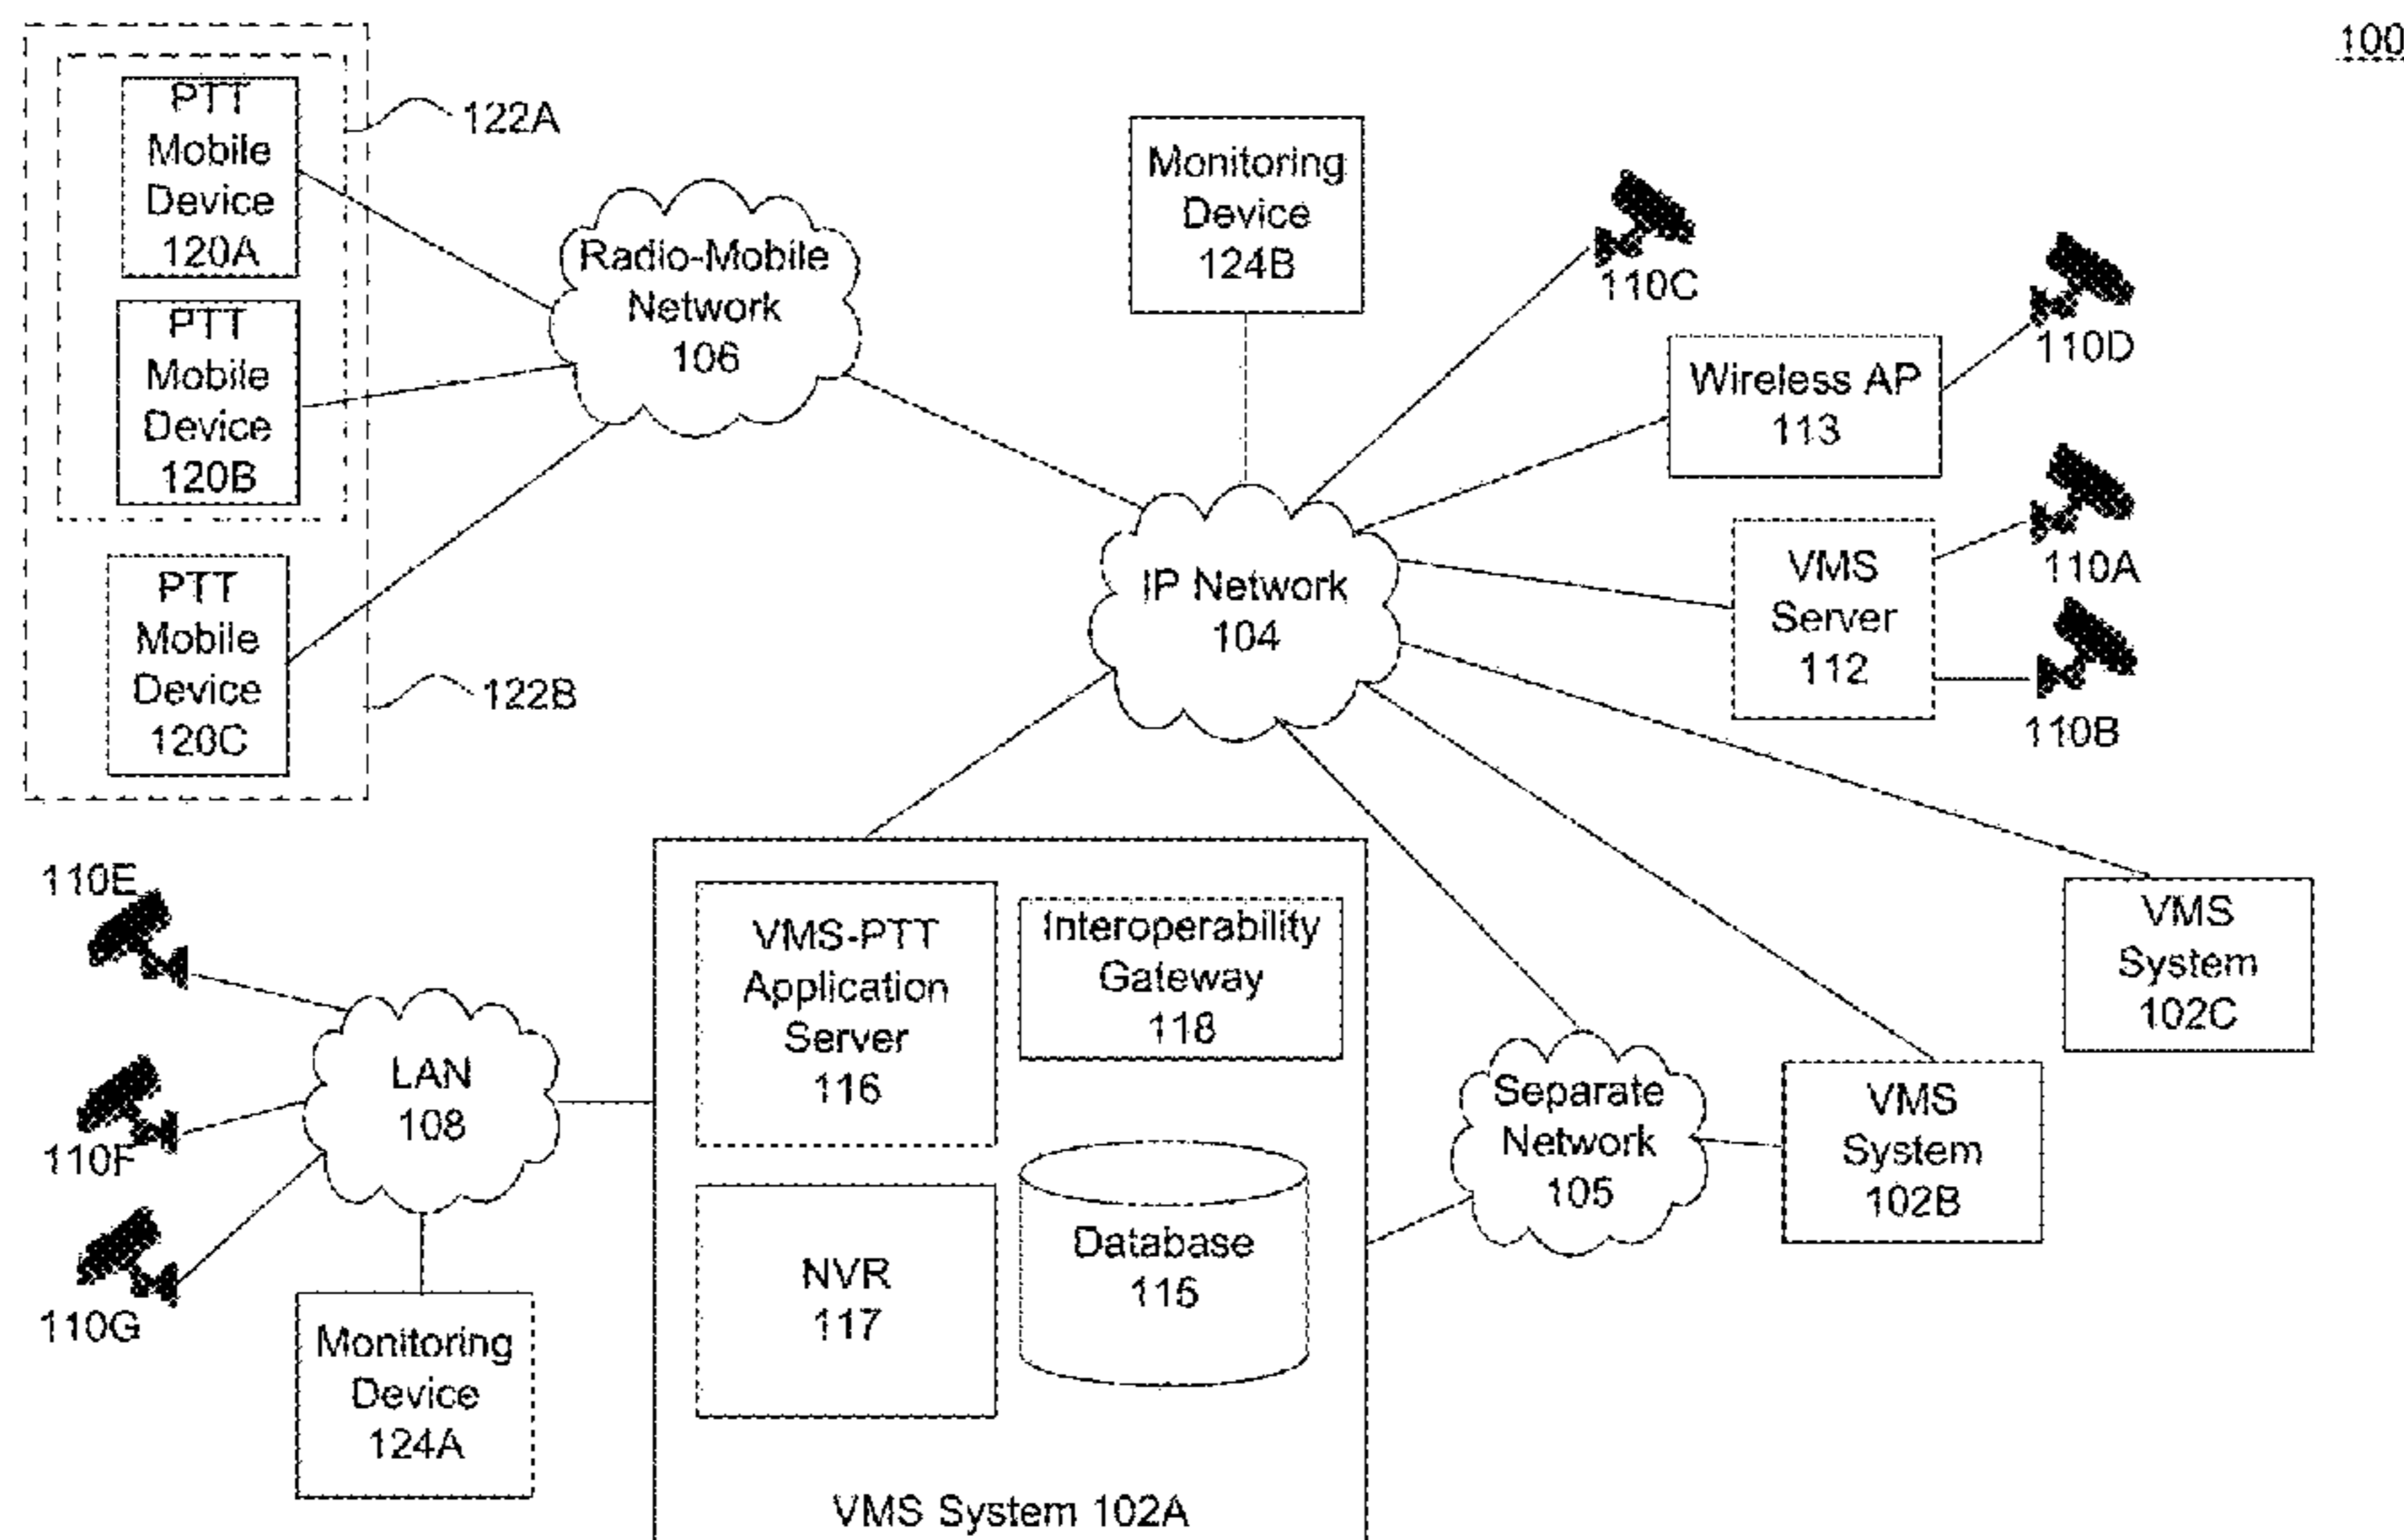 100
PTT
Mobile
Device
120A
122A
PTT
Mobile
Device
120B
PTT
Mobile
Device
120C
122B
Radio-Mobile
Network
106
Monitoring
Device
124B
110C
110D
Wireless AP
113
110A
VMS
Server
112
110B
IP Network
104
110E
110F
110G
LAN
108
Monitoring
Device
124A
VMS-PTT
Application
Server
116
Interoperability
Gateway
118
NVR
117
Database
115
VMS System 102A
Separate
Network
105
VMS
System
102B
VMS
System
102C